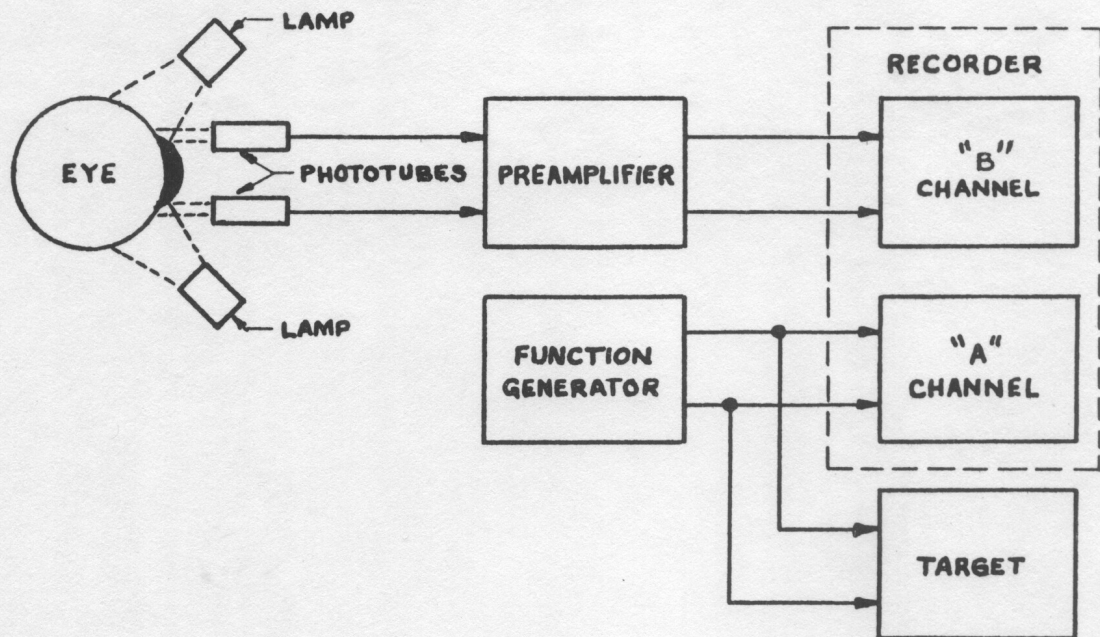 LAMP
RECORDER
EYE
PHOTOTUBES
PREAMPLIFIER
"B"
CHANNEL
LAMP
FUNCTION
GENERATOR
"A"
CHANNEL
TARGET